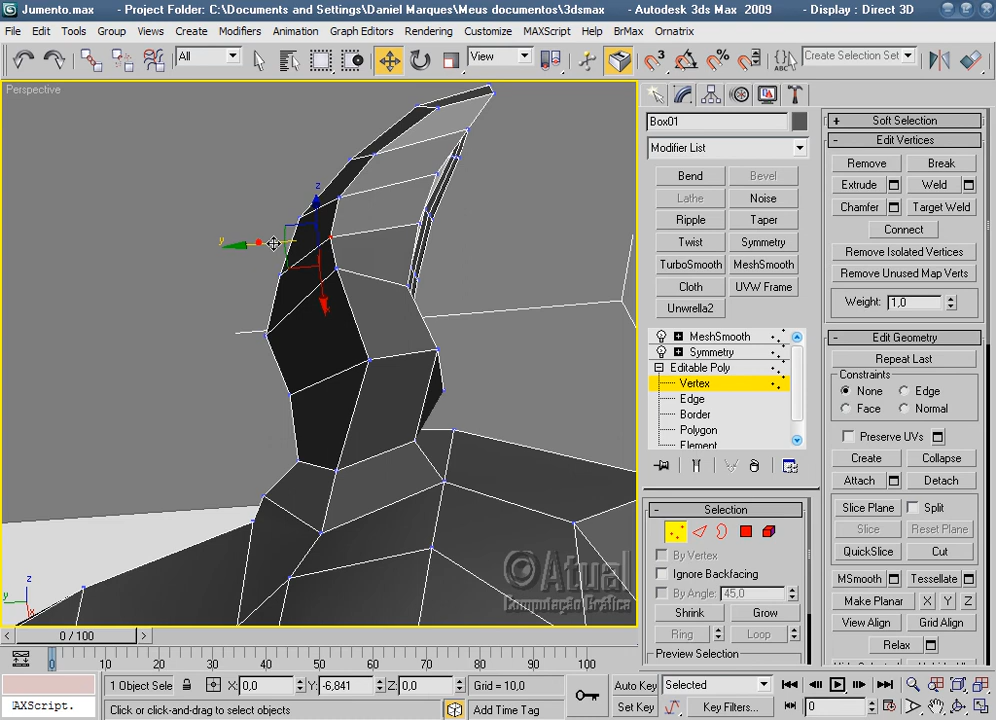 Jumento.max - Project Folder: C:\Documents and Settings\Daniel Marques\Meus documentos\3dsmax - Autodesk 3ds Max 2009 - Display : Direct 3D
File Edit Tools Group Views Create Modifiers Animation Graph Editors Rendering Customize MAXScript Help BrMax Ornatrix
All View Create Selection Set
Perspective
z
y
x
z
y
x
©Atual
Computação Gráfica
Box01
Modifier List
Bend Bevel
Lathe Noise
Ripple Taper
Twist Symmetry
TurboSmooth MeshSmooth
Cloth UVW Frame
Unwrella2
MeshSmooth
Symmetry
Editable Poly
Vertex
Edge
Border
Polygon
Element
Selection
By Vertex
Ignore Backfacing
By Angle: 45,0
Shrink Grow
Ring Loop
Preview Selection
Soft Selection
Edit Vertices
Remove Break
Extrude Weld
Chamfer Target Weld
Connect
Remove Isolated Vertices
Remove Unused Map Verts
Weight: 1,0
Edit Geometry
Repeat Last
Constraints
None Edge
Face Normal
Preserve UVs
Create Collapse
Attach Detach
Slice Plane Split
Slice Reset Plane
QuickSlice Cut
MSmooth Tessellate
Make Planar X Y Z
View Align Grid Align
Relax
0 / 100
0 10 20 30 40 50 60 70 80 90 100
1 Object Sele X: 0,0 Y: -6,841 Z: 0,0 Grid = 10,0 Auto Key Selected
AXScript. Click or click-and-drag to select objects Add Time Tag Set Key Key Filters... 0